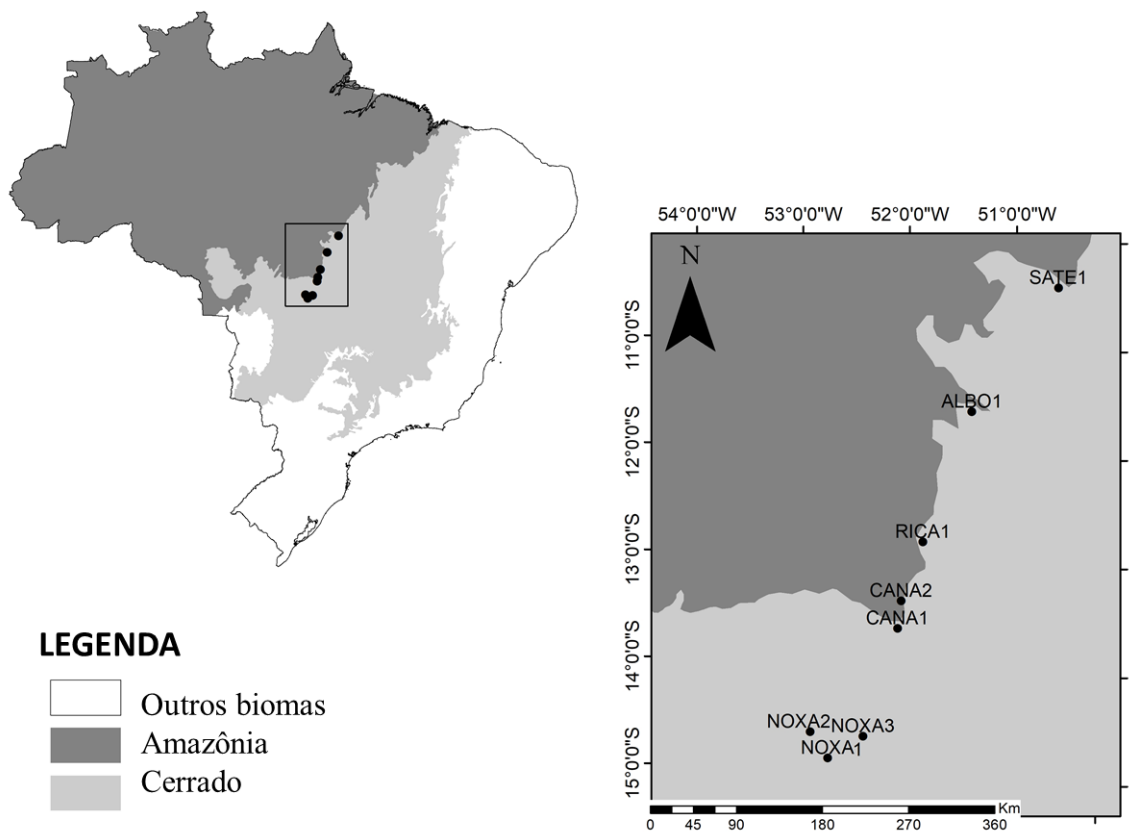 54°0'0"W 53°0'0"W 52°0'0"W 51°0'0"W
N
SATE1
11°0'0"S
ALBO1
12°0'0"S
RICA1
13°0'0"S
CANA2
CANA1
14°0'0"S
NOXA2 NOXA3
NOXA1
15°0'0"S
Km
0 45 90 180 270 360
LEGENDA
Outros biomas
Amazônia
Cerrado